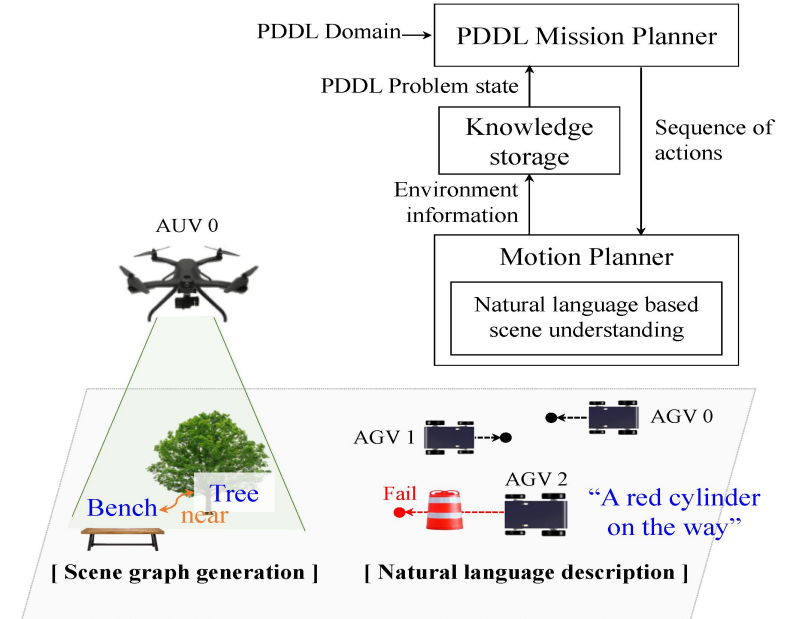 PDDL Domain
PDDL Mission Planner
PDDL Problem state
Knowledge
storage
Sequence of
actions
Environment
information
Motion Planner
Natural language based
scene understanding
AUV 0
AGV 0
AGV 1
AGV 2
Fail
“A red cylinder
on the way”
Tree
Bench
near
[ Scene graph generation ]
[ Natural language description ]